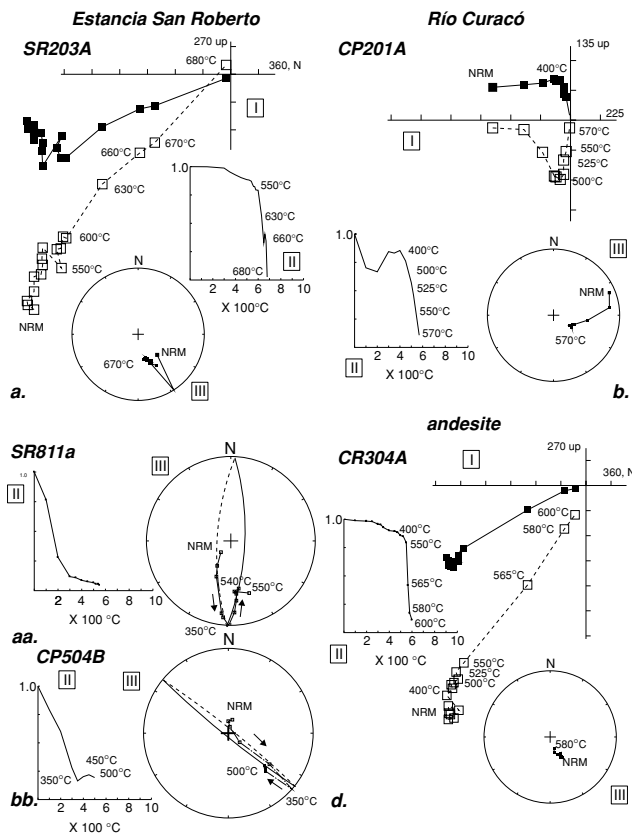 Estancia San Roberto
Río Curacó
SR203A
270 up
680°C
360, N
I
660°C
670°C
630°C
600°C
550°C
NRM
1.0
550°C
630°C
660°C
680°C
II
0 2 4 6 8 10
X 100°C
N
670°C
NRM
III
a.
CP201A
135 up
NRM
400°C
225
I
570°C
550°C
525°C
500°C
1.0
400°C
500°C
525°C
550°C
570°C
0 2 4 6 8 10
X 100°C
II
N
III
NRM
570°C
b.
SR811a
II
1.0
0 2 4 6 8 10
X 100°C
III
N
NRM
540°C
550°C
350°C
aa.
CP504B
II
1.0
450°C
350°C
500°C
0 2 4 6 8 10
X 100°C
III
N
NRM
500°C
350°C
bb.
andesite
CR304A
I
270 up
360, N
600°C
580°C
565°C
550°C
525°C
500°C
400°C
NRM
1.0
400°C
550°C
565°C
580°C
600°C
0 2 4 6 8 10
X 100°C
II
N
580°C
NRM
III
d.